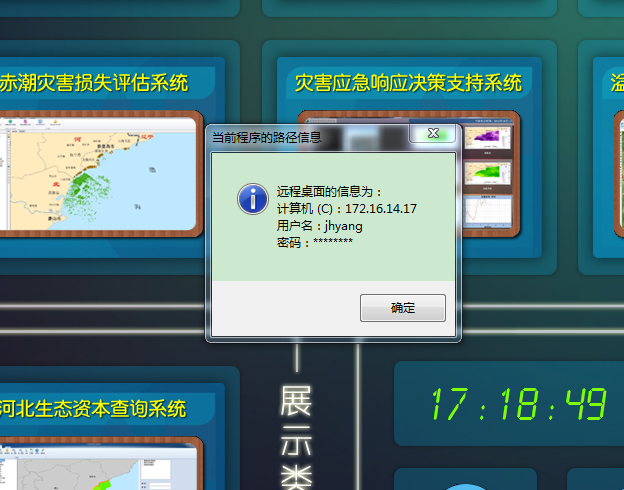 赤潮灾害损失评估系统
灾害应急响应决策支持系统
溢
当前程序的路径信息
远程桌面的信息为：
计算机 (C)：172.16.14.17
用户名：jhyang
密码：********
确定
河北生态资本查询系统
展示类
17:18:49